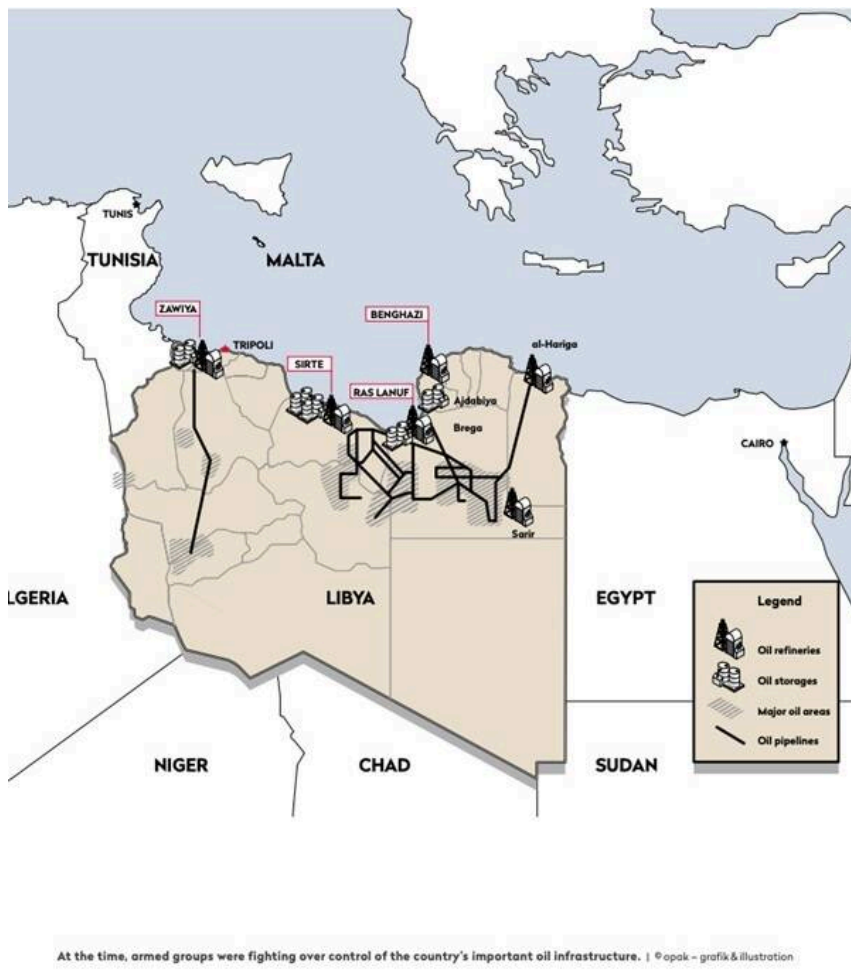 TUNIS
TUNISIA
MALTA
ZAWIYA
TRIPOLI
BENGHAZI
al-Hariga
SIRTE
RAS LANUF
Ajdabiya
Brega
CAIRO
Sarir
LGERIA
LIBYA
EGYPT
Legend
Oil refineries
Oil storages
Major oil areas
Oil pipelines
NIGER
CHAD
SUDAN
At the time, armed groups were fighting over control of the country's important oil infrastructure. | © opak – grafik & illustration